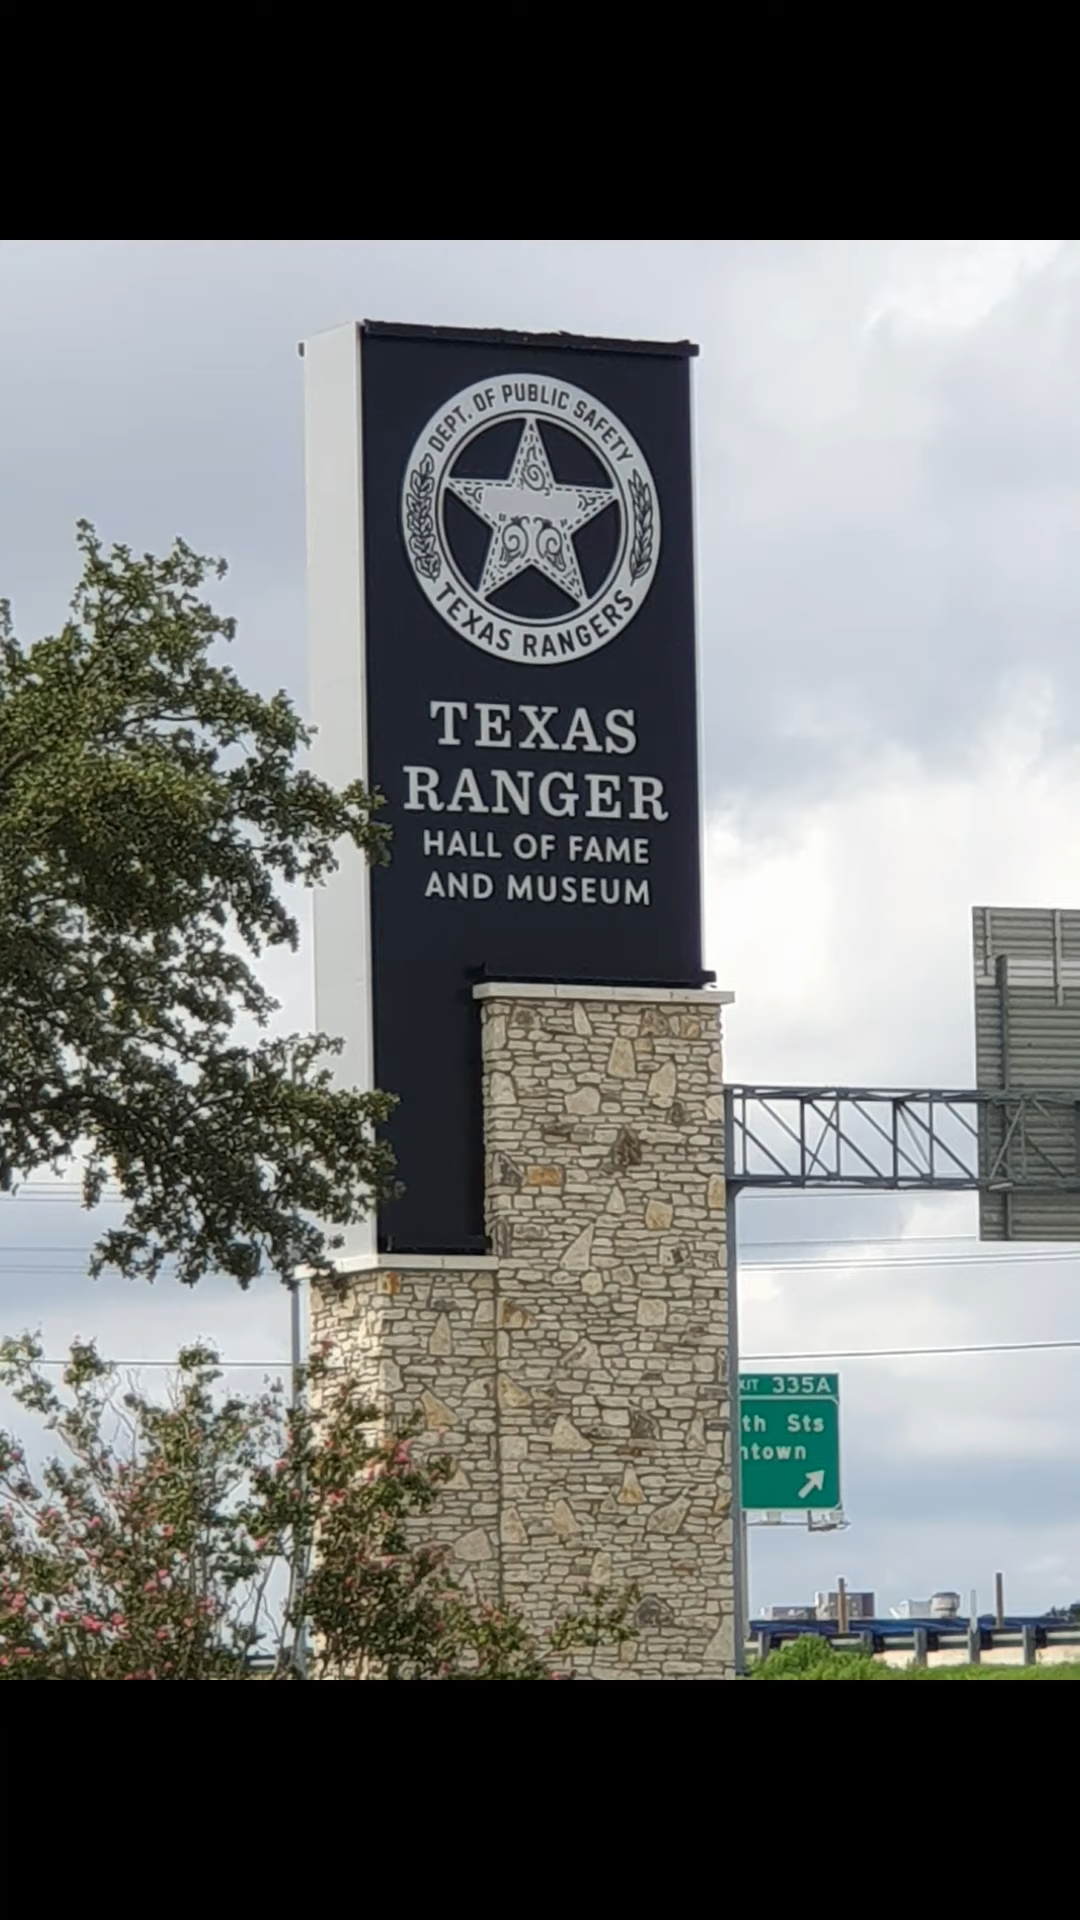 DEPT. OF PUBLIC SAFETY
TEXAS RANGERS
TEXAS
RANGER
HALL OF FAME
AND MUSEUM
335A
Sts